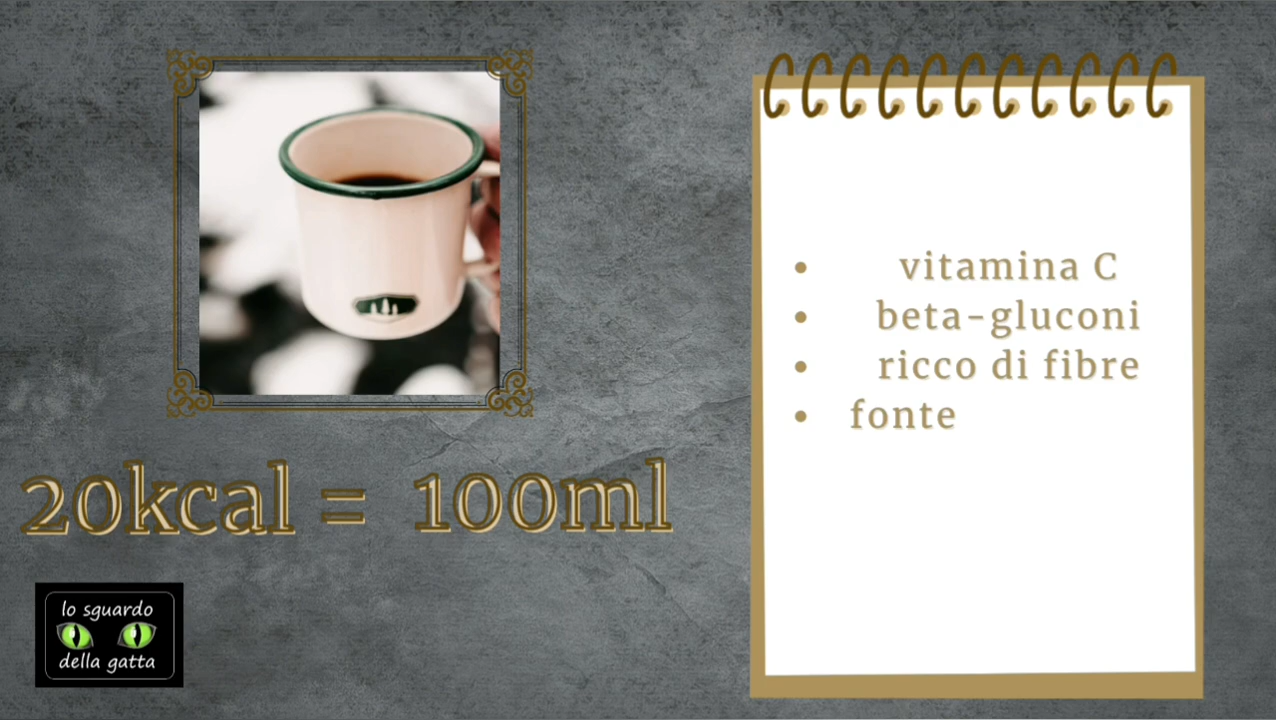 20kcal = 100ml
lo sguardo
della gatta
• vitamina C
• beta-gluconi
• ricco di fibre
• fonte